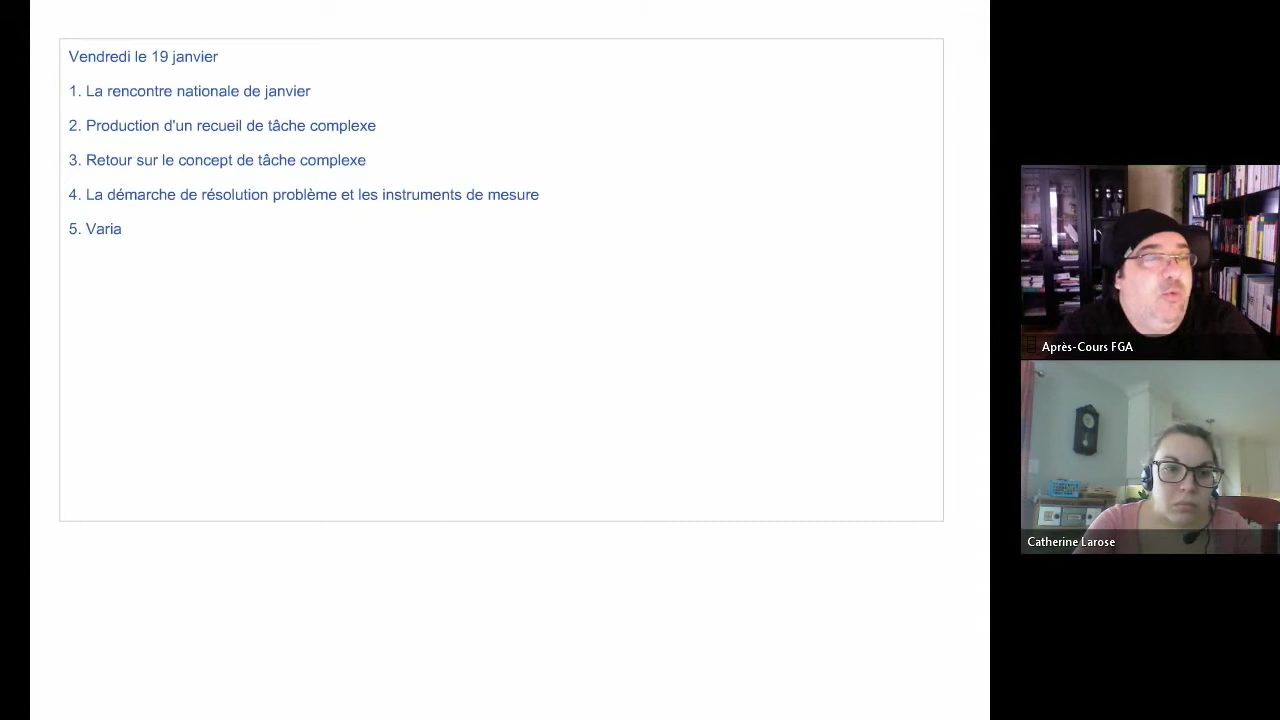 Vendredi le 19 janvier
1. La rencontre nationale de janvier
2. Production d'un recueil de tâche complexe
3. Retour sur le concept de tâche complexe
4. La démarche de résolution problème et les instruments de mesure
5. Varia
Après-Cours FGA
Catherine Larose